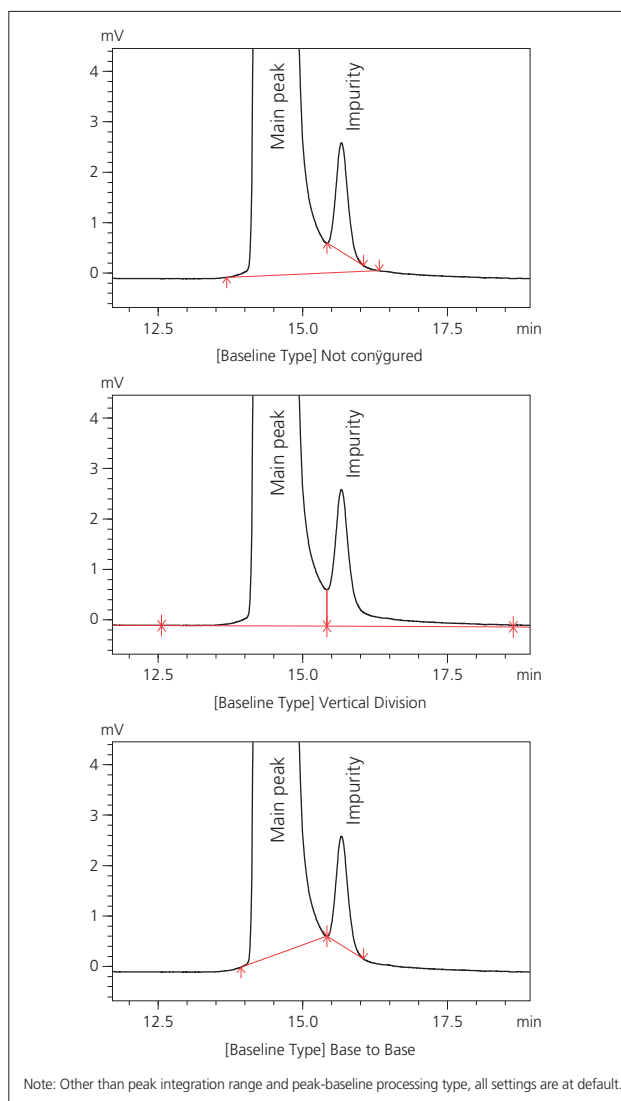 mV
Main peak
Impurity
4
3
2
1
0
12.5 15.0 17.5 min
[Baseline Type] Not conÿgured
mV
Main peak
Impurity
4
3
2
1
0
12.5 15.0 17.5 min
[Baseline Type] Vertical Division
mV
Main peak
Impurity
4
3
2
1
0
12.5 15.0 17.5 min
[Baseline Type] Base to Base
Note: Other than peak integration range and peak-baseline processing type, all settings are at default.